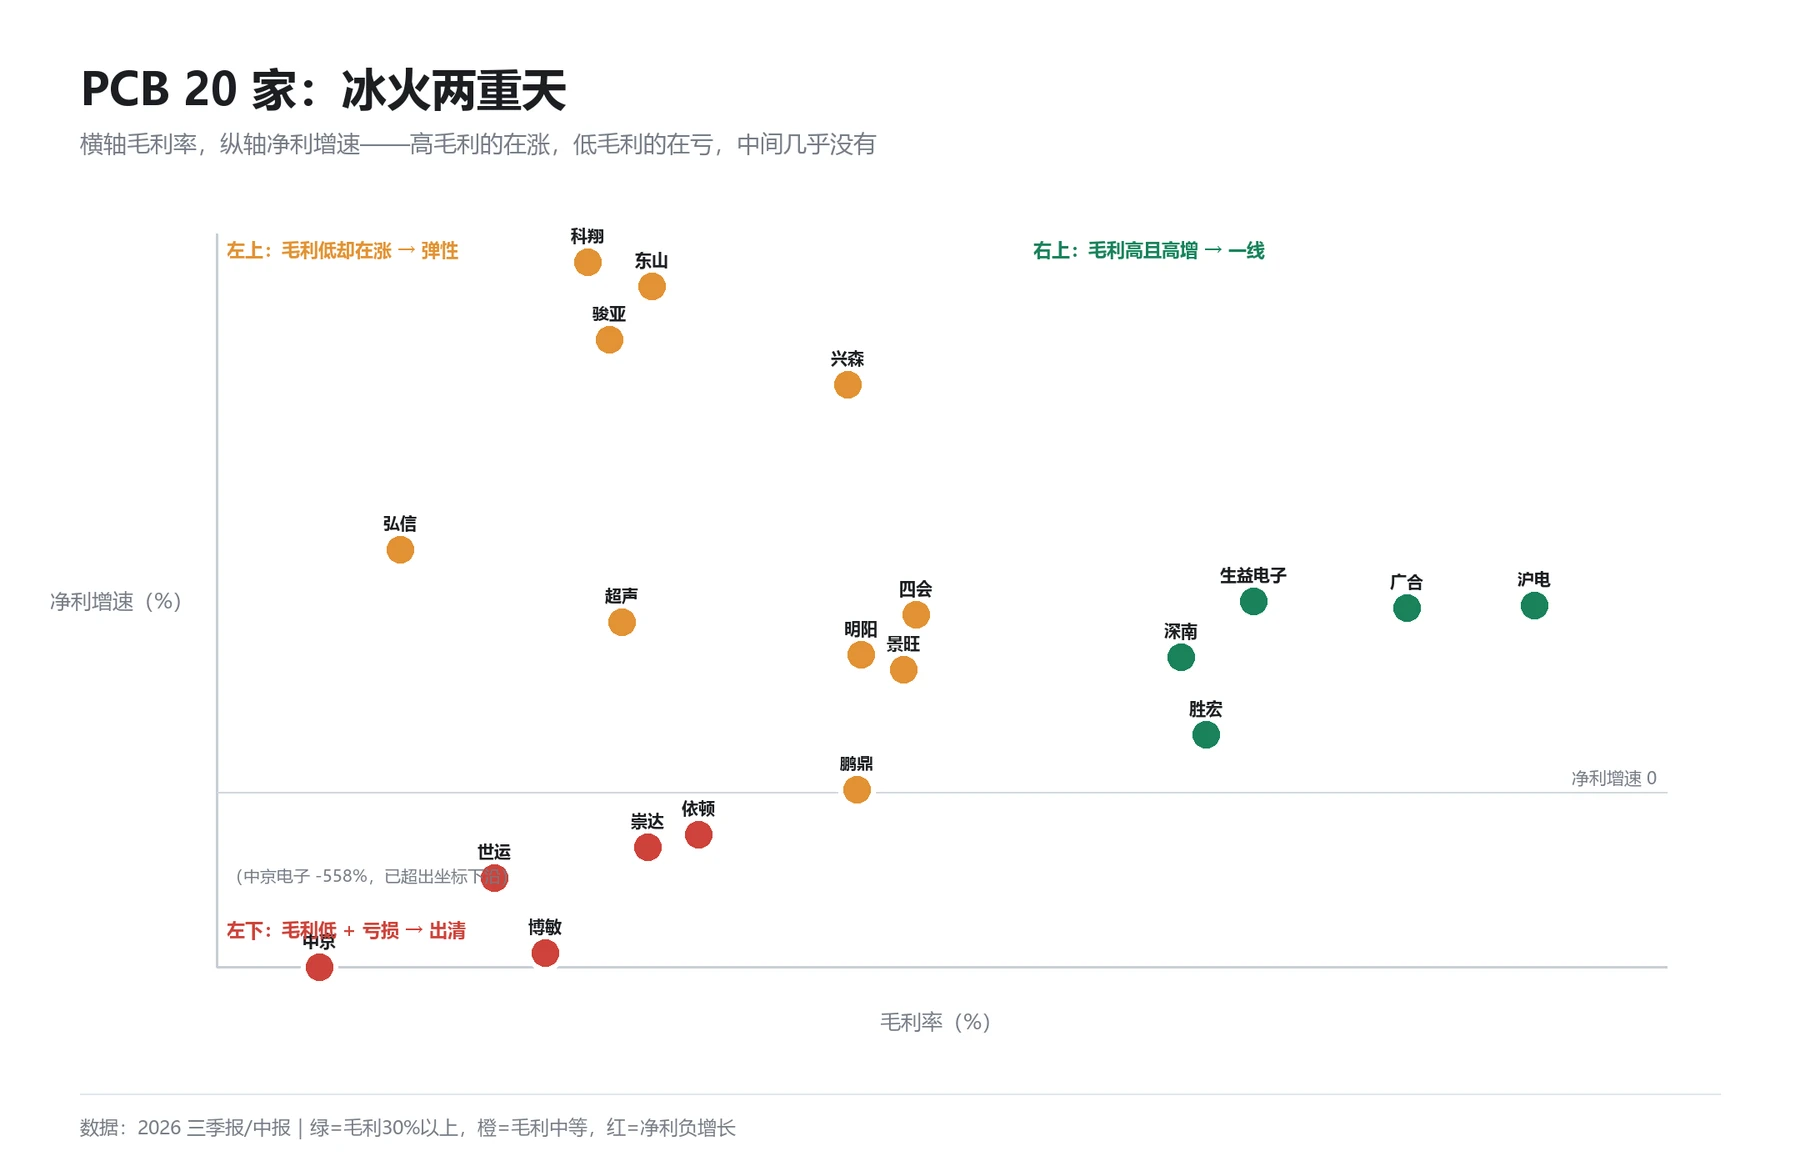 PCB 20 家：冰火两重天
横轴毛利率，纵轴净利增速——高毛利的在涨，低毛利的在亏，中间几乎没有
科翔
左上：毛利低却在涨 → 弹性
右上：毛利高且高增 → 一线
东山
骏亚
兴森
弘信
生益电子
沪电
广合
四会
超声
净利增速（%）
明阳
深南
景旺
胜宏
鹏鼎
净利增速 0
依顿
崇达
世运
（中京电子 -558%，已超出坐标下沿）
博敏
左下：毛利低 + 亏损 → 出清
中京
毛利率（%）
数据：2026 三季报/中报 | 绿=毛利30%以上，橙=毛利中等，红=净利负增长